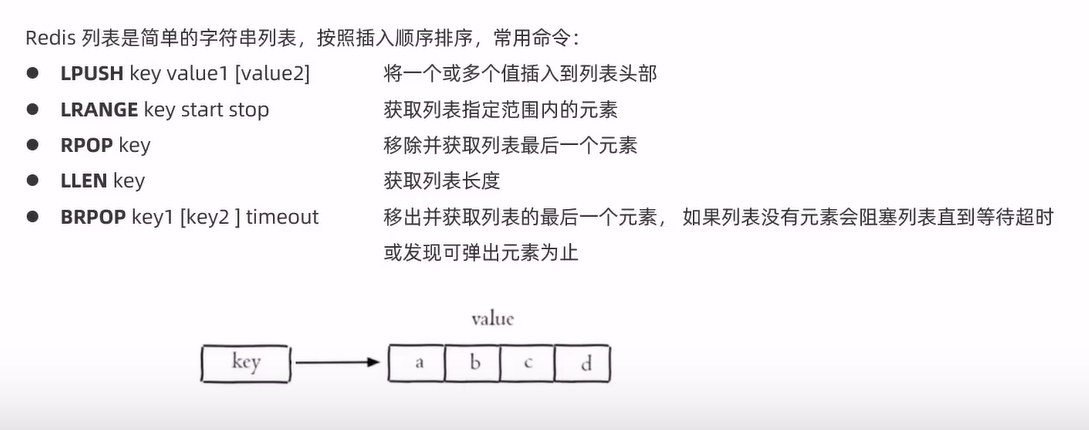 Redis 列表是简单的字符串列表，按照插入顺序排序，常用命令：
● LPUSH key value1 [value2] 将一个或多个值插入到列表头部
● LRANGE key start stop 获取列表指定范围内的元素
● RPOP key 移除并获取列表最后一个元素
● LLEN key 获取列表长度
● BRPOP key1 [key2 ] timeout 移出并获取列表的最后一个元素， 如果列表没有元素会阻塞列表直到等待超时
或发现可弹出元素为止
value
key a b c d